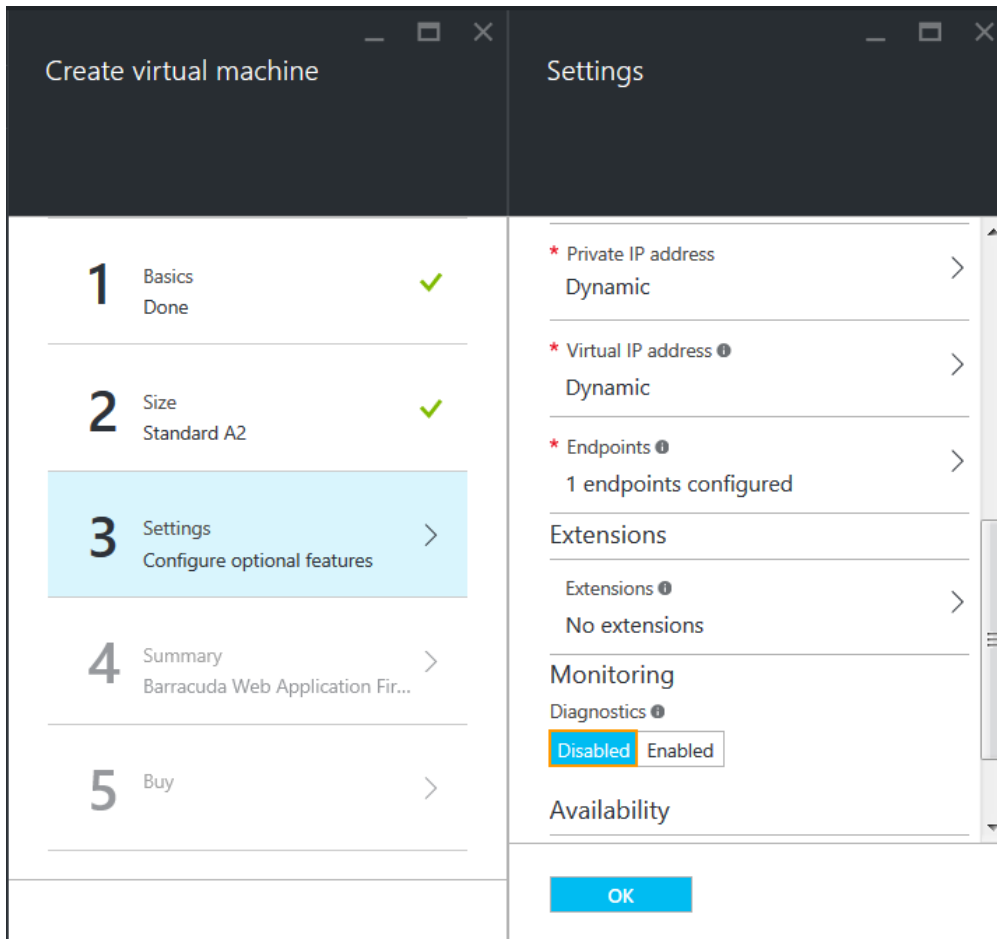 Create virtual machine
1
Basics
Done
2
Size
Standard A2
3
Settings
Configure optional features
4
Summary
Barracuda Web Application Fir...
5
Buy
Settings
* Private IP address
Dynamic
* Virtual IP address
Dynamic
* Endpoints
1 endpoints configured
Extensions
Extensions
No extensions
Monitoring
Diagnostics
Disabled Enabled
Availability
OK